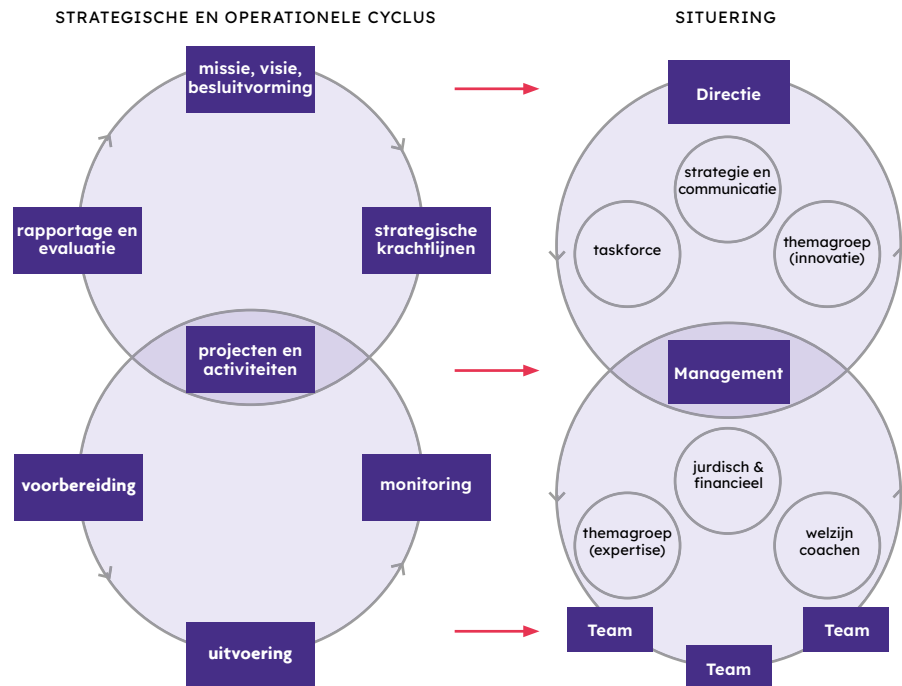 STRATEGISCHE EN OPERATIONELE CYCLUS
missie, visie,
besluitvorming
rapportage en
evaluatie
strategische
krachtlijnen
projecten en
activiteiten
voorbereiding
monitoring
uitvoering
SITUERING
Directie
strategie en
communicatie
taskforce
themagroep
(innovatie)
Management
jurdisch &
financieel
themagroep
(expertise)
welzijn
coachen
Team
Team
Team